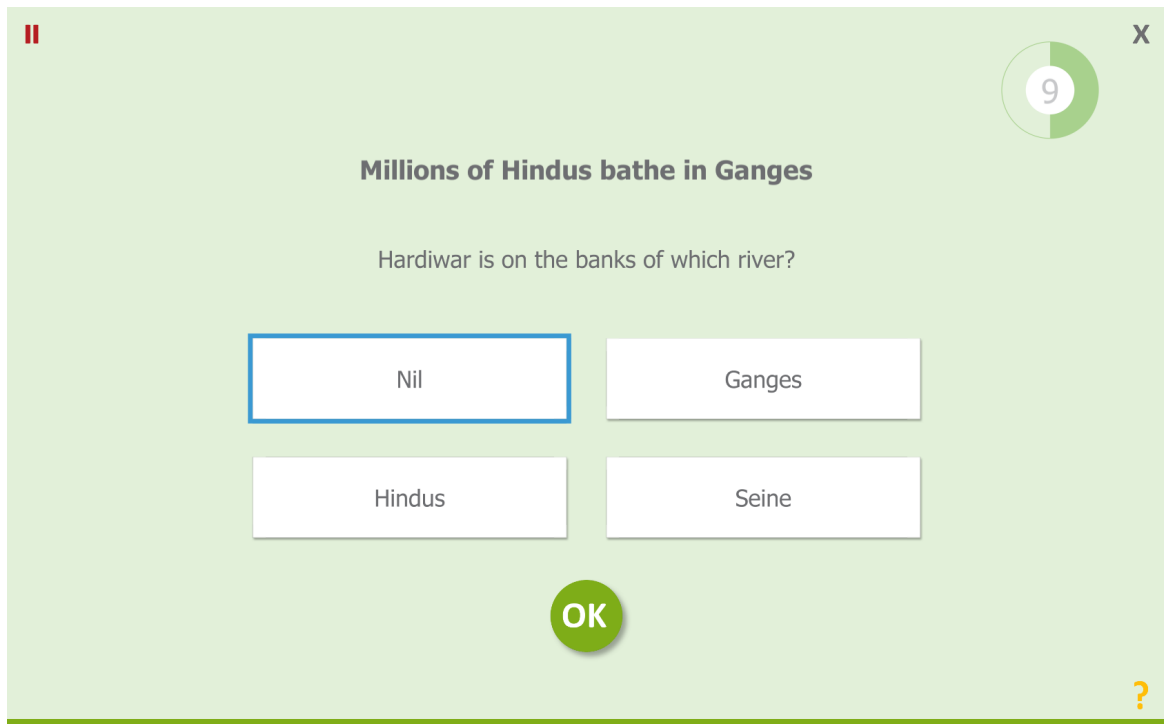 X
9
Millions of Hindus bathe in Ganges
Hardiwar is on the banks of which river?
Nil
Ganges
Hindus
Seine
OK
?